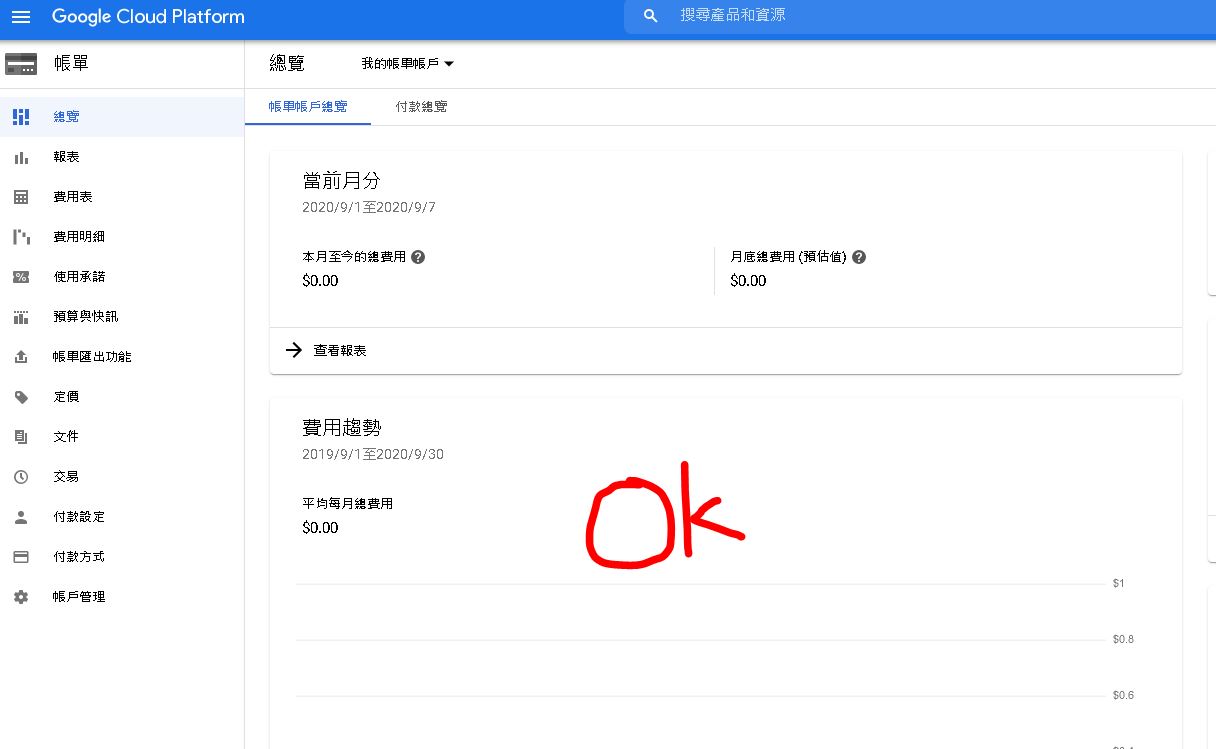 Google Cloud Platform
搜尋產品和資源
帳單
總覽
我的帳單帳戶
總覽
帳單帳戶總覽
付款總覽
報表
費用表
費用明細
使用承諾
預算與快訊
帳單匯出功能
定價
文件
交易
付款設定
付款方式
帳戶管理
當前月分
2020/9/1至2020/9/7
本月至今的總費用
$0.00
月底總費用 (預估值)
$0.00
查看報表
費用趨勢
2019/9/1至2020/9/30
平均每月總費用
$0.00
Ok
$1
$0.8
$0.6